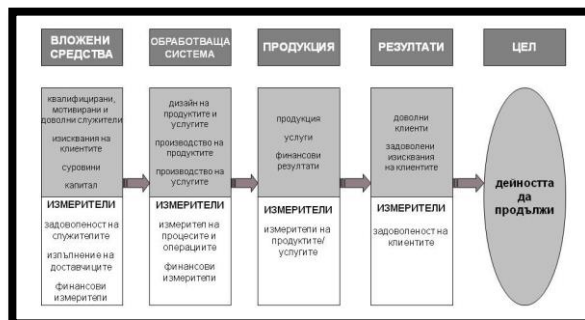 ВЛОЖЕНИ
СРЕДСТВА
ОБРАБОТВАЩА
СИСТЕМА
ПРОДУКЦИЯ
РЕЗУЛТАТИ
ЦЕЛ
квалифицирани,
мотивирани и
доволни служители
изисквания на
клиентите
суровини
капитал
ИЗМЕРИТЕЛИ
задоволеност на
служителите
изпълнение на
доставчиците
финансови
измерители
дизайн на
продуктите и
услугите
производство на
продуктите
производство на
услугите
ИЗМЕРИТЕЛИ
измерител на
процесите и
операциите
финансови
измерители
продукция
услуги
финансови
резултати
ИЗМЕРИТЕЛИ
измерители на
продуктите/
услугите
доволни
клиенти
задоволени
изисквания
на клиентите
ИЗМЕРИТЕЛИ
задоволеност на
клиентите
дейността
да
продължи